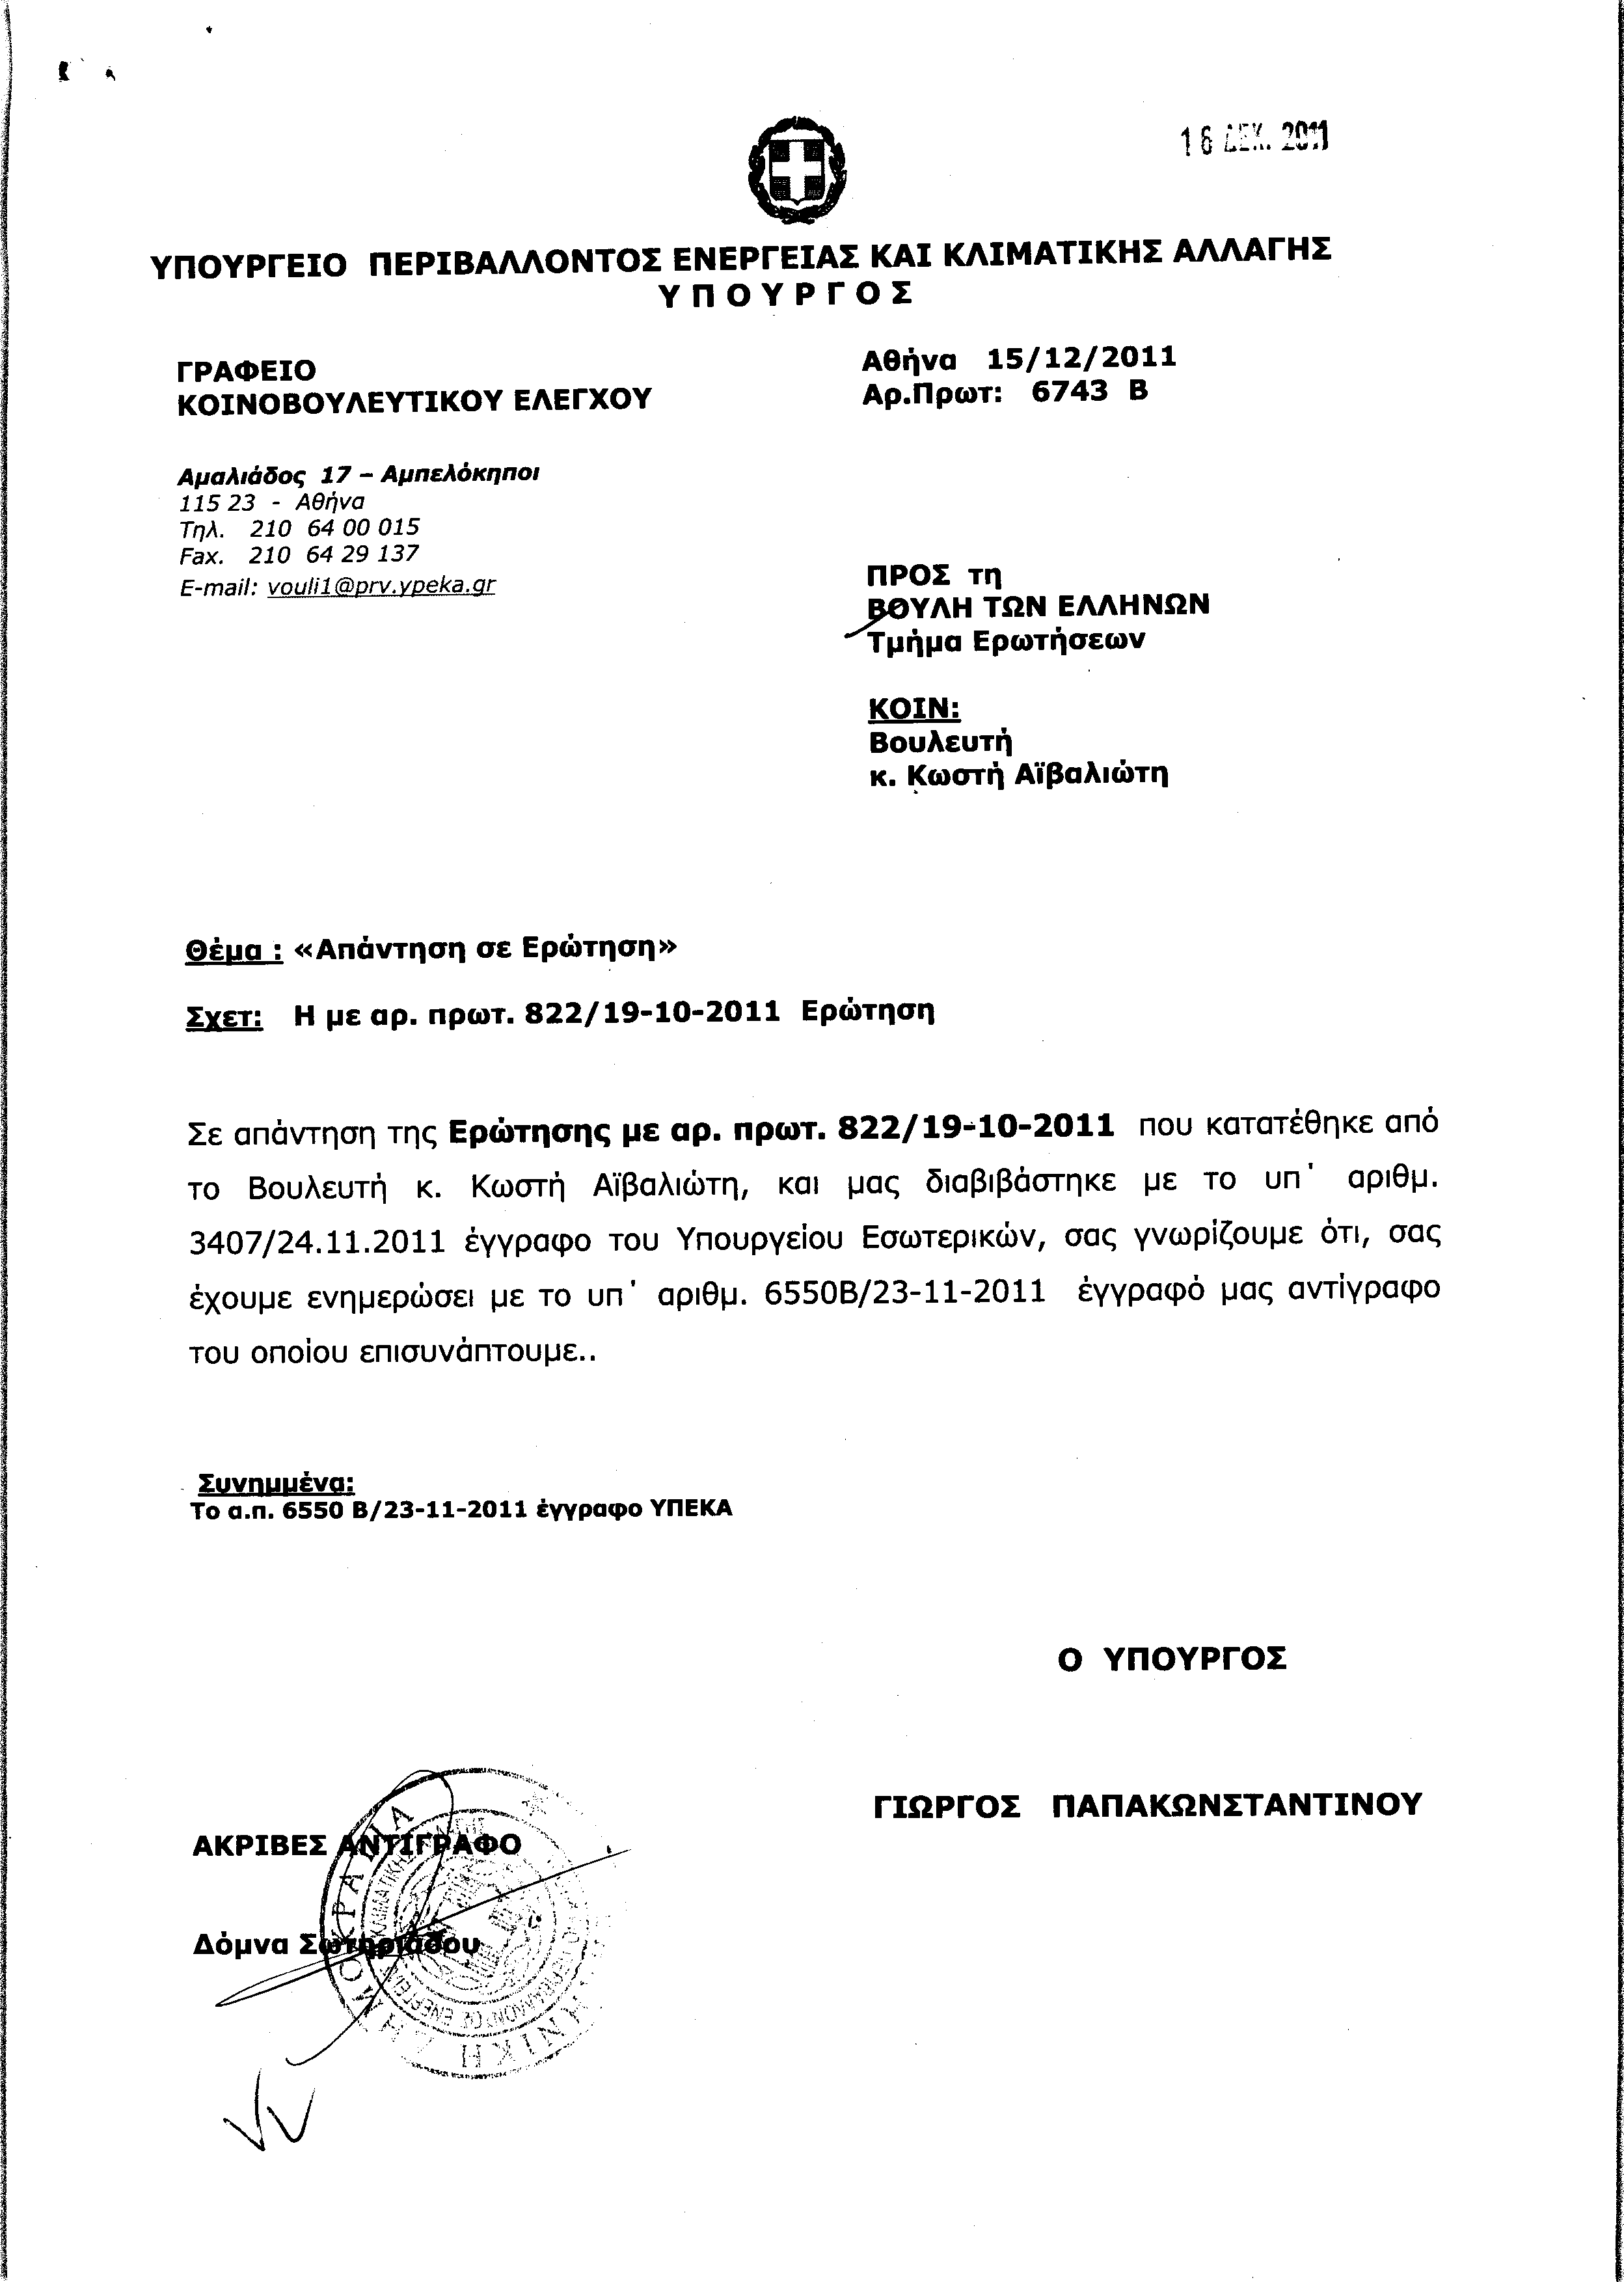 16 ΔΕΚ. 2011
ΥΠΟΥΡΓΕΙΟ ΠΕΡΙΒΑΛΛΟΝΤΟΣ ΕΝΕΡΓΕΙΑΣ ΚΑΙ ΚΛΙΜΑΤΙΚΗΣ ΑΛΛΑΓΗΣ
Υ Π Ο Υ Ρ Γ Ο Σ
ΓΡΑΦΕΙΟ
ΚΟΙΝΟΒΟΥΛΕΥΤΙΚΟΥ ΕΛΕΓΧΟΥ
Αθήνα 15/12/2011
Αρ.Πρωτ: 6743 Β
Αμαλιάδος 17 – Αμπελόκηποι
115 23 - Αθήνα
Τηλ. 210 64 00 015
Fax. 210 64 29 137
E-mail: vouli1@prv.ypeka.gr
ΠΡΟΣ τη
ΒΟΥΛΗ ΤΩΝ ΕΛΛΗΝΩΝ
Τμήμα Ερωτήσεων
ΚΟΙΝ:
Βουλευτή
κ. Κωστή Αϊβαλιώτη
Θέμα : «Απάντηση σε Ερώτηση»
Σχετ: Η με αρ. πρωτ. 822/19-10-2011 Ερώτηση
Σε απάντηση της Ερώτησης με αρ. πρωτ. 822/19-10-2011 που κατατέθηκε από
το Βουλευτή κ. Κωστή Αϊβαλιώτη, και μας διαβιβάστηκε με το υπ' αριθμ.
3407/24.11.2011 έγγραφο του Υπουργείου Εσωτερικών, σας γνωρίζουμε ότι, σας
έχουμε ενημερώσει με το υπ' αριθμ. 6550Β/23-11-2011 έγγραφό μας αντίγραφο
του οποίου επισυνάπτουμε..
Συνημμένα:
Το α.π. 6550 Β/23-11-2011 έγγραφο ΥΠΕΚΑ
Ο ΥΠΟΥΡΓΟΣ
ΓΙΩΡΓΟΣ ΠΑΠΑΚΩΝΣΤΑΝΤΙΝΟΥ
ΑΚΡΙΒΕΣ ΑΝΤΙΓΡΑΦΟ
Δόμνα Σωτηριάδου